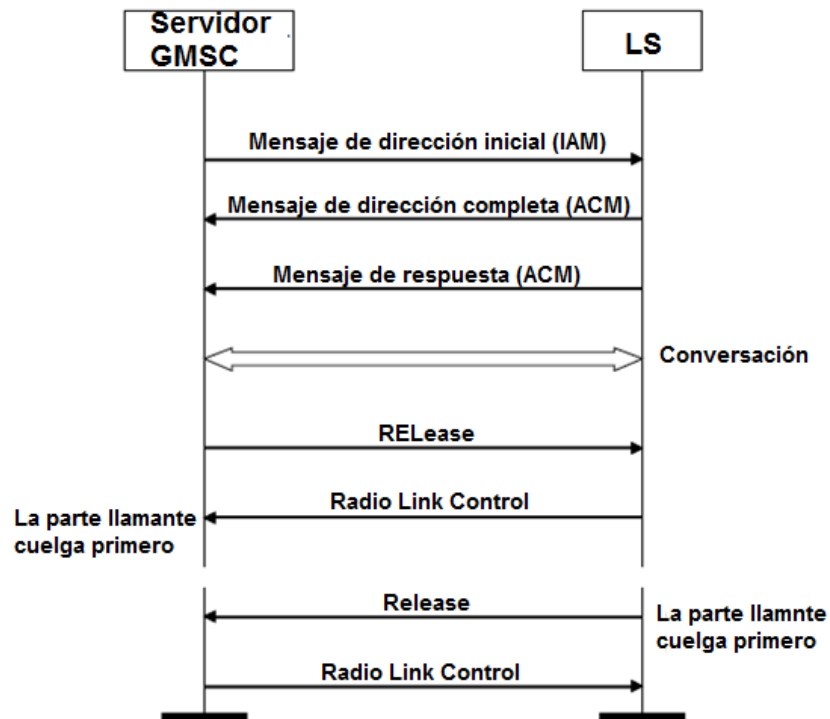 Servidor
GMSC
LS
Mensaje de dirección inicial (IAM)
Mensaje de dirección completa (ACM)
Mensaje de respuesta (ACM)
Conversación
RELease
Radio Link Control
La parte llamante
cuelga primero
Release
La parte llamnte
cuelga primero
Radio Link Control